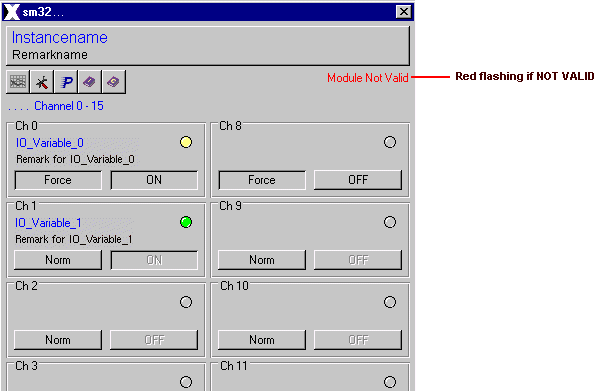 sm32...
Instancename
Remarkname
Module Not Valid
Red flashing if NOT VALID
.... Channel 0 - 15
Ch 0
IO_Variable_0
Remark for IO_Variable_0
Force ON
Ch 8
Force OFF
Ch 1
IO_Variable_1
Remark for IO_Variable_1
Norm ON
Ch 9
Norm OFF
Ch 2
Norm OFF
Ch 10
Norm OFF
Ch 3
Ch 11